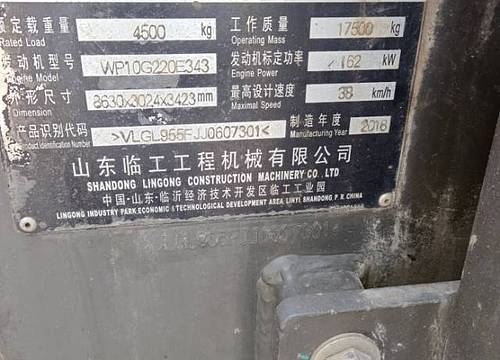 额定载重量 4500 kg 工作质量 17500 kg
Rated Load Operating Mass
发动机型号 WP10G220E343 发动机标定功率 162 kW
Engine Model Engine Power
外形尺寸 8630×3024×3423 mm 最高设计速度 38 km/h
Dimension Maximal Speed
产品识别代码 >VLGL955FJJ0607301< 制造年度 2018
Product Identification Number Manufacturing Year
山东临工工程机械有限公司
SHANDONG LINGONG CONSTRUCTION MACHINERY CO., LTD
中国·山东·临沂经济技术开发区临工工业园
LINGONG INDUSTRY PARK ECONOMIC & TECHNOLOGICAL DEVELOPMENT AREA LINYI SHANDONG, P. R. CHINA